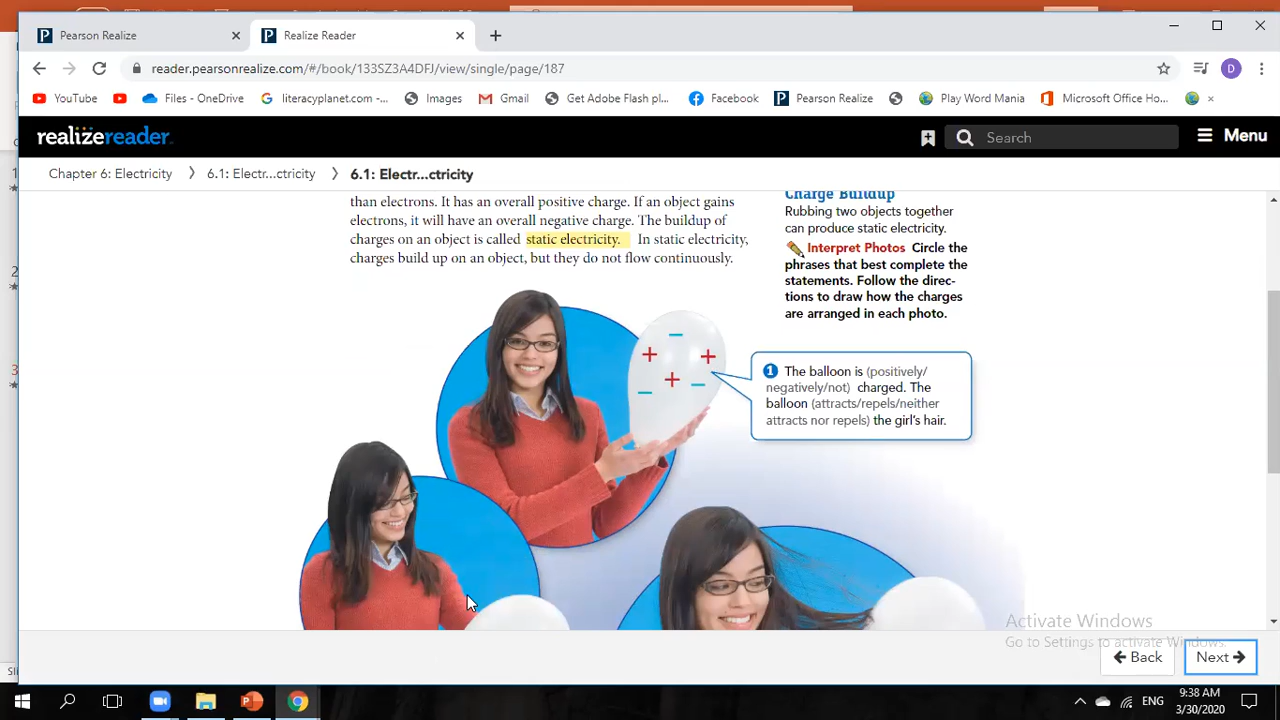 Pearson Realize
Realize Reader
reader.pearsonrealize.com/#/book/133SZ3A4DFJ/view/single/page/187
D
YouTube
Files - OneDrive
literacyplanet.com -...
Images
Gmail
Get Adobe Flash pl...
Facebook
Pearson Realize
Play Word Mania
Microsoft Office Ho...
realizereader
Search
Menu
Chapter 6: Electricity
6.1: Electr...ctricity
6.1: Electr...ctricity
than electrons. It has an overall positive charge. If an object gains
electrons, it will have an overall negative charge. The buildup of
charges on an object is called static electricity. In static electricity,
charges build up on an object, but they do not flow continuously.
Charge Buildup
Rubbing two objects together
can produce static electricity.
Interpret Photos Circle the
phrases that best complete the
statements. Follow the direc-
tions to draw how the charges
are arranged in each photo.
1 The balloon is (positively/
negatively/not) charged. The
balloon (attracts/repels/neither
attracts nor repels) the girl's hair.
Activate Windows
Go to Settings to activate Windows.
Back
Next
1
2
3
ENG
9:38 AM
3/30/2020